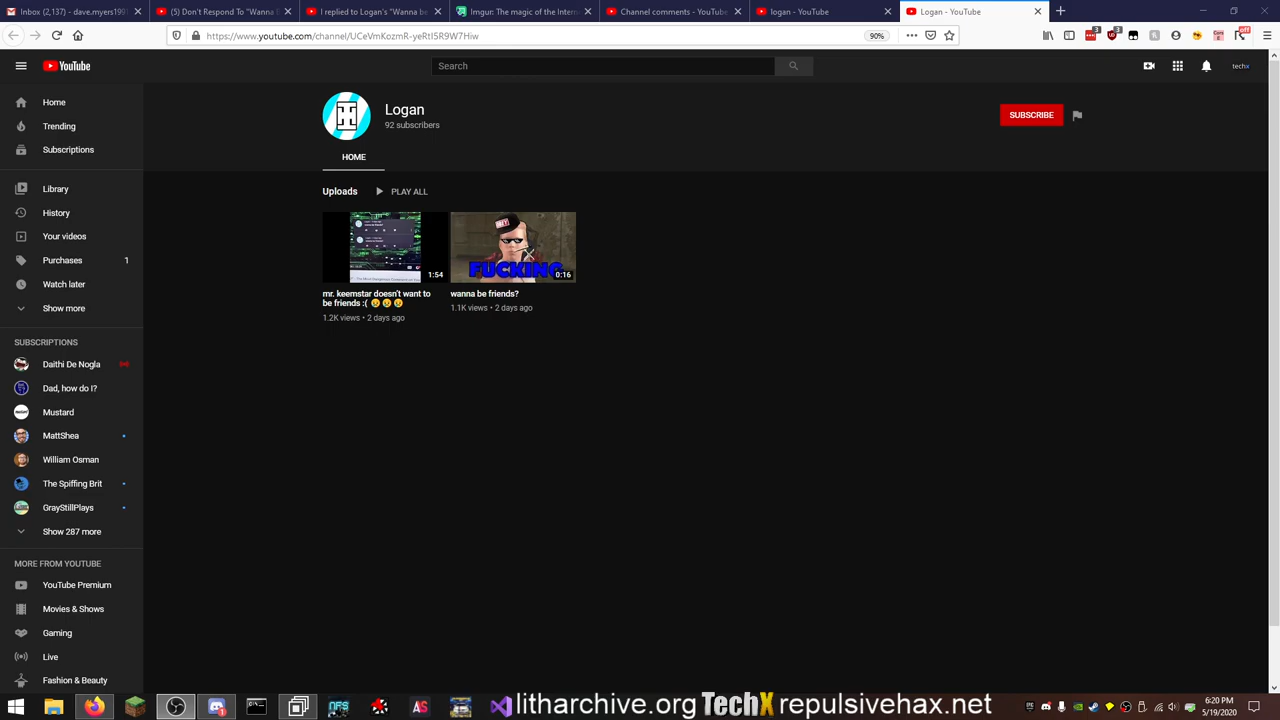 Inbox (2,137) - dave.myers199
(5) Don't Respond To "Wanna B
I replied to Logan's "Wanna be
Imgur: The magic of the Intern
Channel comments - YouTube
logan - YouTube
Logan - YouTube
https://www.youtube.com/channel/UCeVmKozmR-yeRtI5R9W7Hiw
90%
YouTube
Search
techx
Home
Trending
Subscriptions
Library
History
Your videos
Purchases 1
Watch later
Show more
SUBSCRIPTIONS
Daithi De Nogla
Dad, how do I?
Mustard
MattShea
William Osman
The Spiffing Brit
GrayStillPlays
Show 287 more
MORE FROM YOUTUBE
YouTube Premium
Movies & Shows
Gaming
Live
Fashion & Beauty
Logan
92 subscribers
SUBSCRIBE
HOME
Uploads
PLAY ALL
1:54
mr. keemstar doesn't want to
be friends :( 😢😢😢
1.2K views • 2 days ago
OBEY
FUCKING
0:16
wanna be friends?
1.1K views • 2 days ago
litharchive.org TechX repulsivehax.net
6:20 PM
5/19/2020